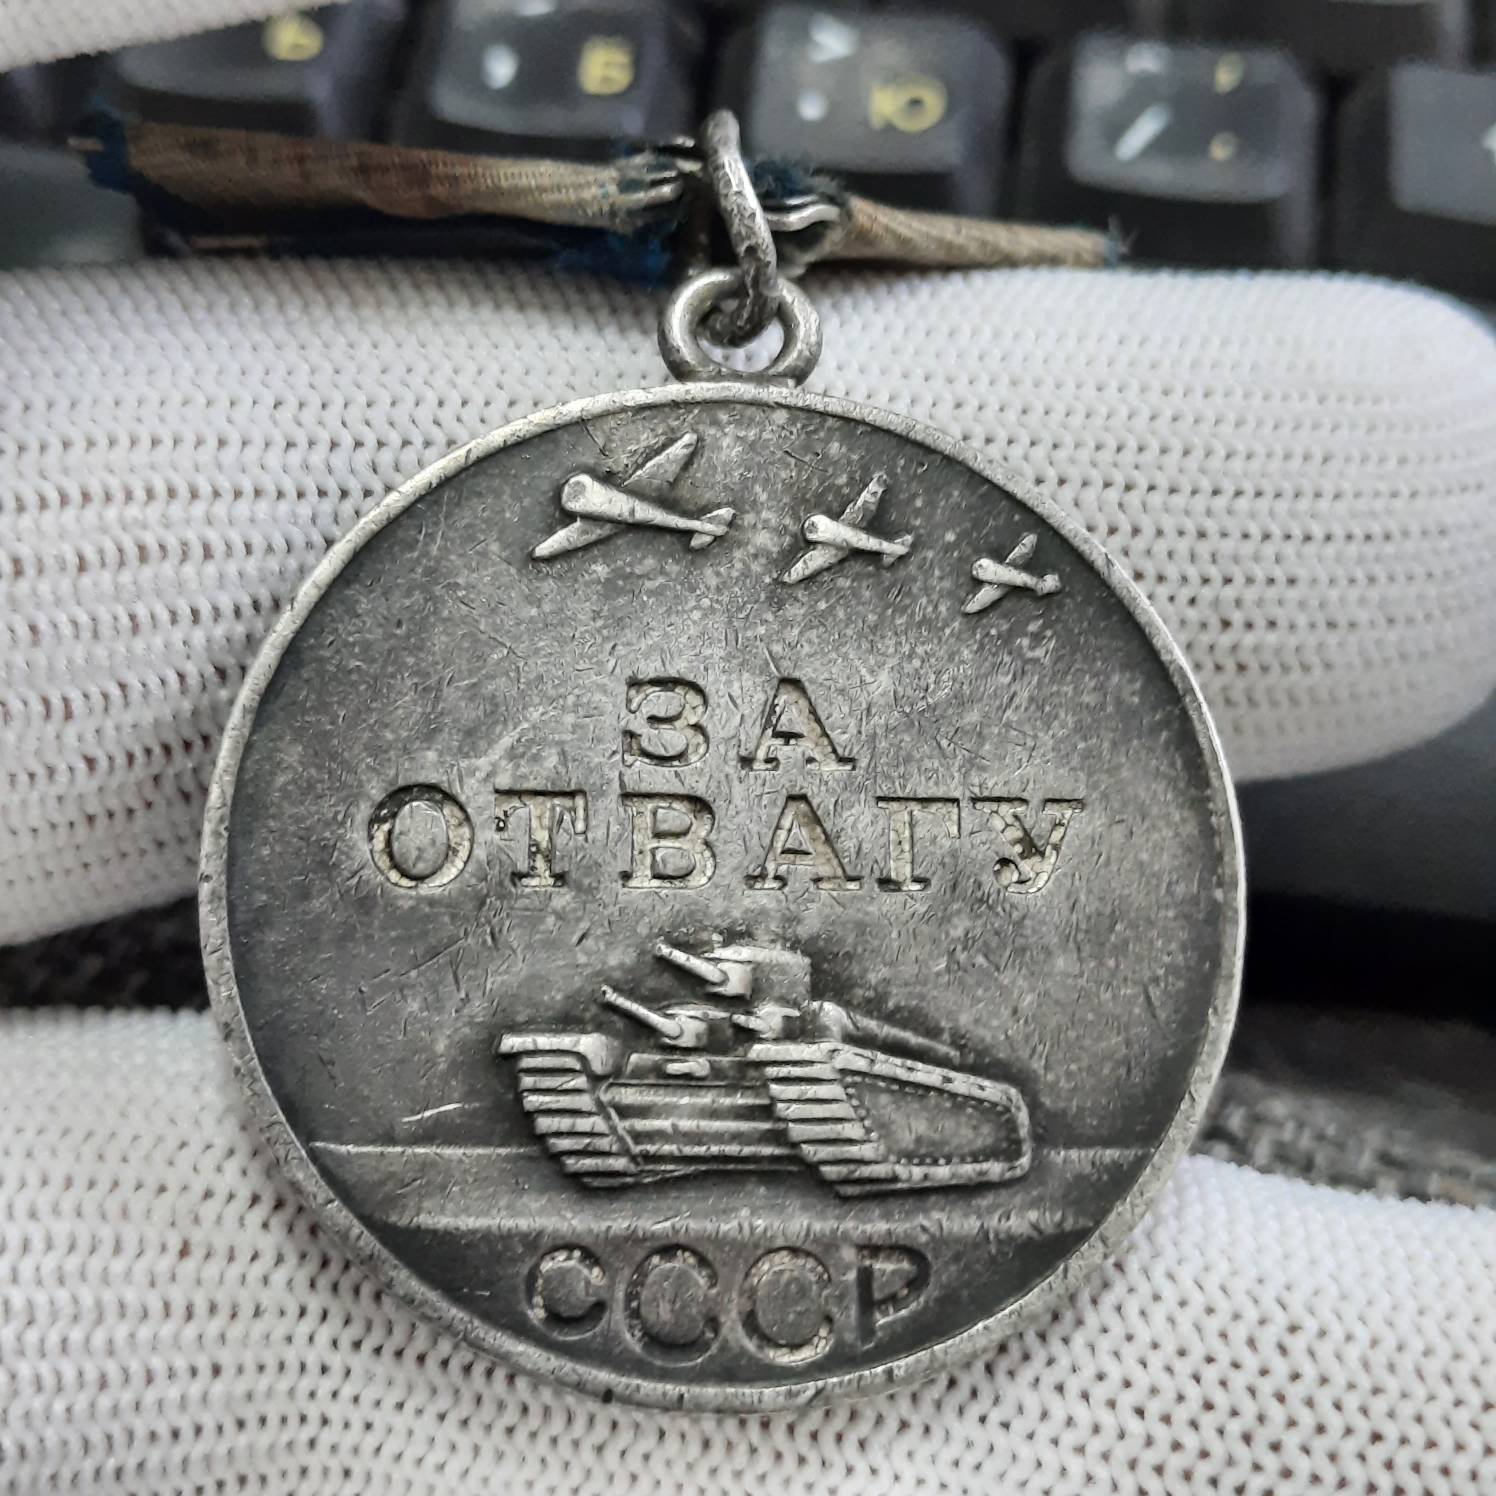 Ь
, Б
. Ю
/ .
ЗА
ОТВАГУ
СССР